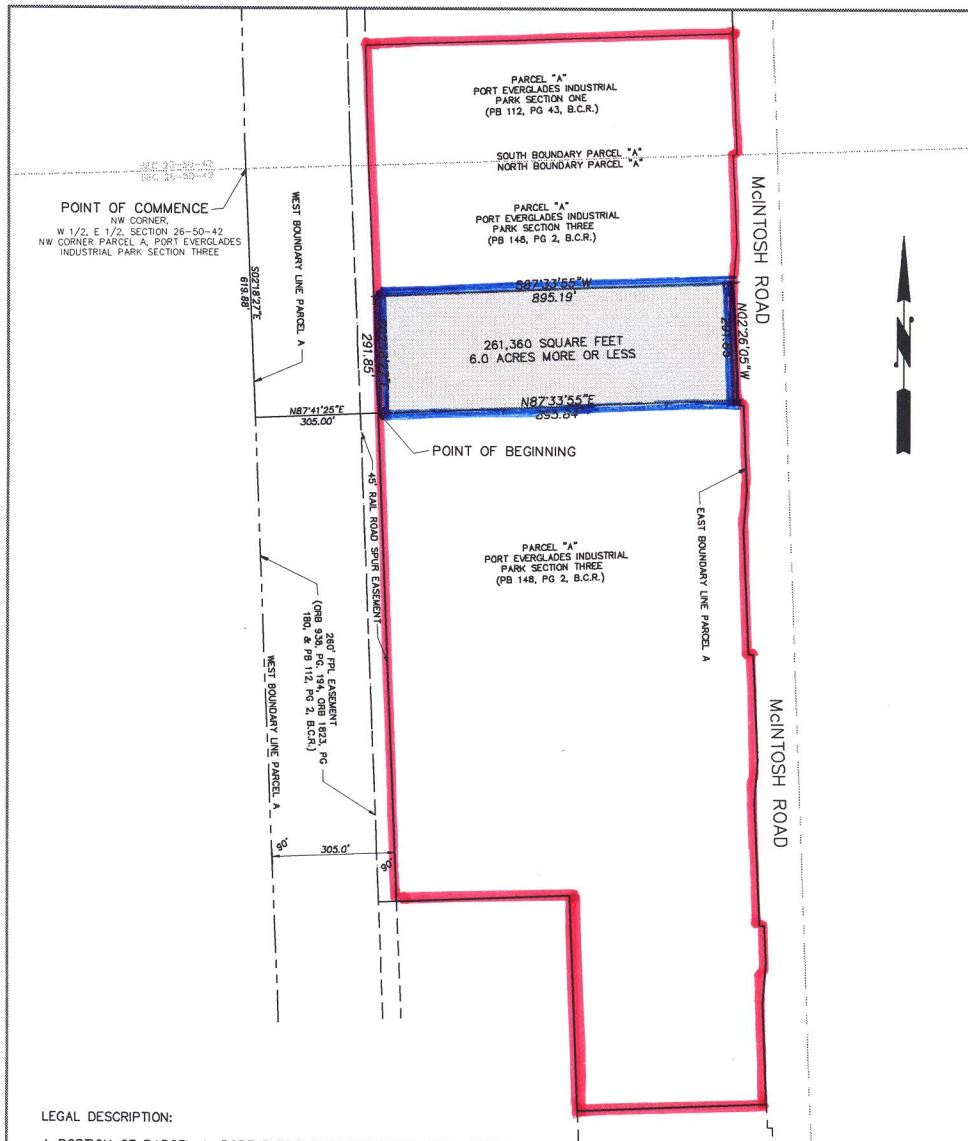 PARCEL "A"
PORT EVERGLADES INDUSTRIAL
PARK SECTION ONE
(PB 112, PG 43, B.C.R.)
SOUTH BOUNDARY PARCEL "A"
NORTH BOUNDARY PARCEL "A"
SEC 26-50-42
POINT OF COMMENCE
NW CORNER,
W 1/2, E 1/2, SECTION 26-50-42
NW CORNER PARCEL A, PORT EVERGLADES
INDUSTRIAL PARK SECTION THREE
WEST BOUNDARY LINE PARCEL A
S02°18'27"E
619.88'
PARCEL "A"
PORT EVERGLADES INDUSTRIAL
PARK SECTION THREE
(PB 148, PG 2, B.C.R.)
McINTOSH ROAD
S87°33'55"W
895.19'
291.85'
261,360 SQUARE FEET
6.0 ACRES MORE OR LESS
N02°26'05"W
N87°33'55"E
N87°41'25"E
305.00'
POINT OF BEGINNING
45' RAIL ROAD SPUR EASEMENT
EAST BOUNDARY LINE PARCEL A
PARCEL "A"
PORT EVERGLADES INDUSTRIAL
PARK SECTION THREE
(PB 148, PG 2, B.C.R.)
260' FPL EASEMENT
(ORB 938, PG. 194, ORB 1823, PG
180, & PB 112, PG 2, B.C.R.)
WEST BOUNDARY LINE PARCEL A
McINTOSH ROAD
90'
305.0'
90'
N
LEGAL DESCRIPTION: